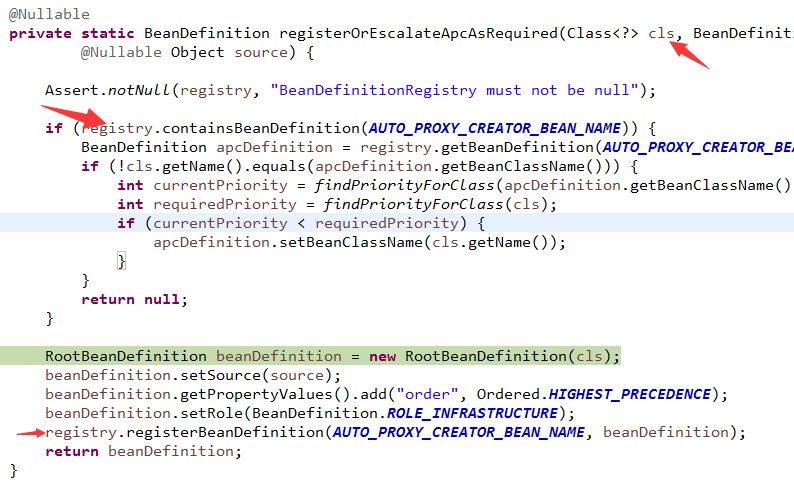 @Nullable
private static BeanDefinition registerOrEscalateApcAsRequired(Class<?> cls, BeanDefiniti
@Nullable Object source) {
Assert.notNull(registry, "BeanDefinitionRegistry must not be null");
if (registry.containsBeanDefinition(AUTO_PROXY_CREATOR_BEAN_NAME)) {
BeanDefinition apcDefinition = registry.getBeanDefinition(AUTO_PROXY_CREATOR_BEA
if (!cls.getName().equals(apcDefinition.getBeanClassName())) {
int currentPriority = findPriorityForClass(apcDefinition.getBeanClassName()
int requiredPriority = findPriorityForClass(cls);
if (currentPriority < requiredPriority) {
apcDefinition.setBeanClassName(cls.getName());
}
}
return null;
}
RootBeanDefinition beanDefinition = new RootBeanDefinition(cls);
beanDefinition.setSource(source);
beanDefinition.getPropertyValues().add("order", Ordered.HIGHEST_PRECEDENCE);
beanDefinition.setRole(BeanDefinition.ROLE_INFRASTRUCTURE);
registry.registerBeanDefinition(AUTO_PROXY_CREATOR_BEAN_NAME, beanDefinition);
return beanDefinition;
}